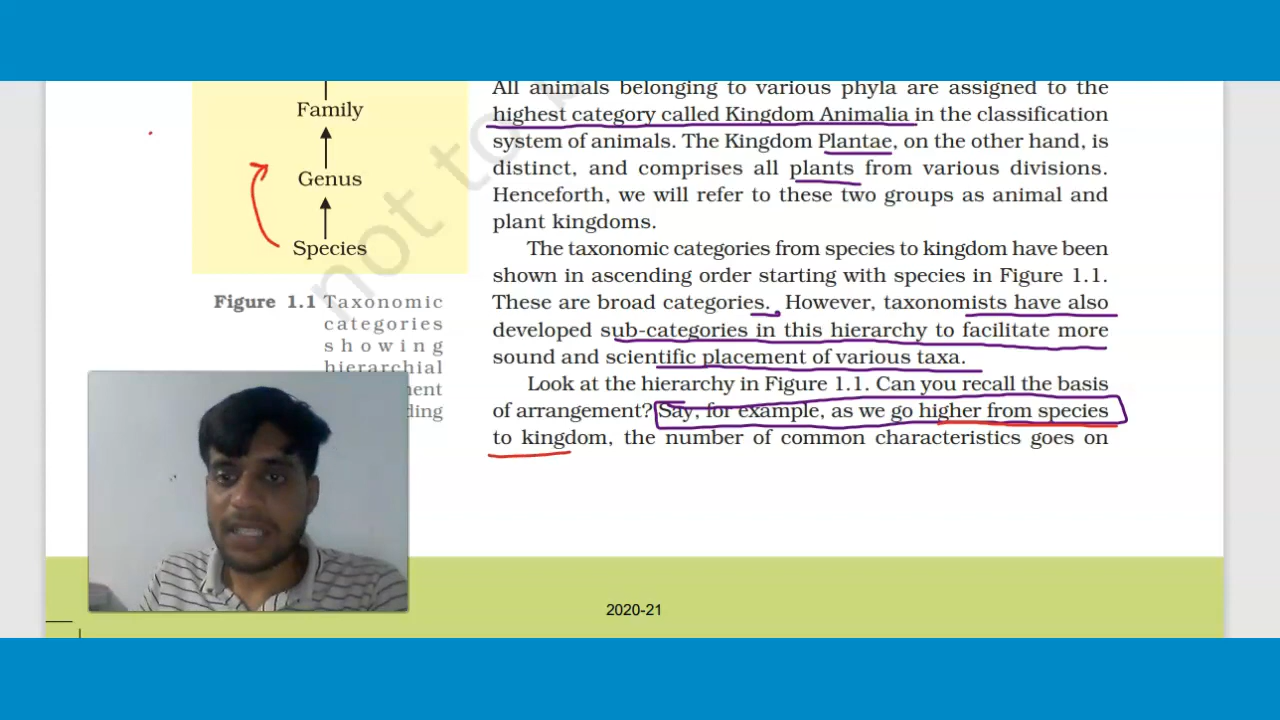 Family
Genus
Species
Figure 1.1 Taxonomic
categories
showing
hierarchial
ding
All animals belonging to various phyla are assigned to the
highest category called Kingdom Animalia in the classification
system of animals. The Kingdom Plantae, on the other hand, is
distinct, and comprises all plants from various divisions.
Henceforth, we will refer to these two groups as animal and
plant kingdoms.
The taxonomic categories from species to kingdom have been
shown in ascending order starting with species in Figure 1.1.
These are broad categories. However, taxonomists have also
developed sub-categories in this hierarchy to facilitate more
sound and scientific placement of various taxa.
Look at the hierarchy in Figure 1.1. Can you recall the basis
of arrangement? Say, for example, as we go higher from species
to kingdom, the number of common characteristics goes on
not to
2020-21